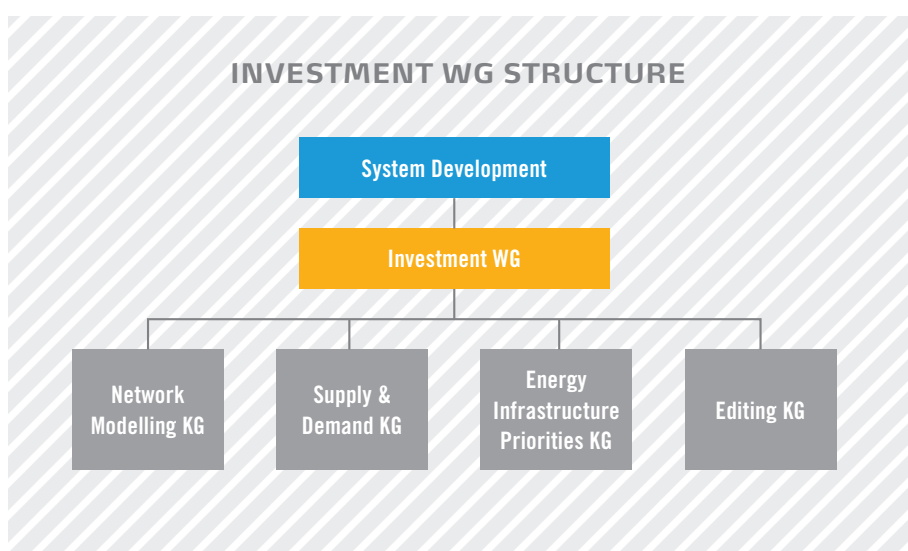 INVESTMENT WG STRUCTURE
System Development
Investment WG
Network
Modelling KG
Supply &
Demand KG
Energy
Infrastructure
Priorities KG
Editing KG